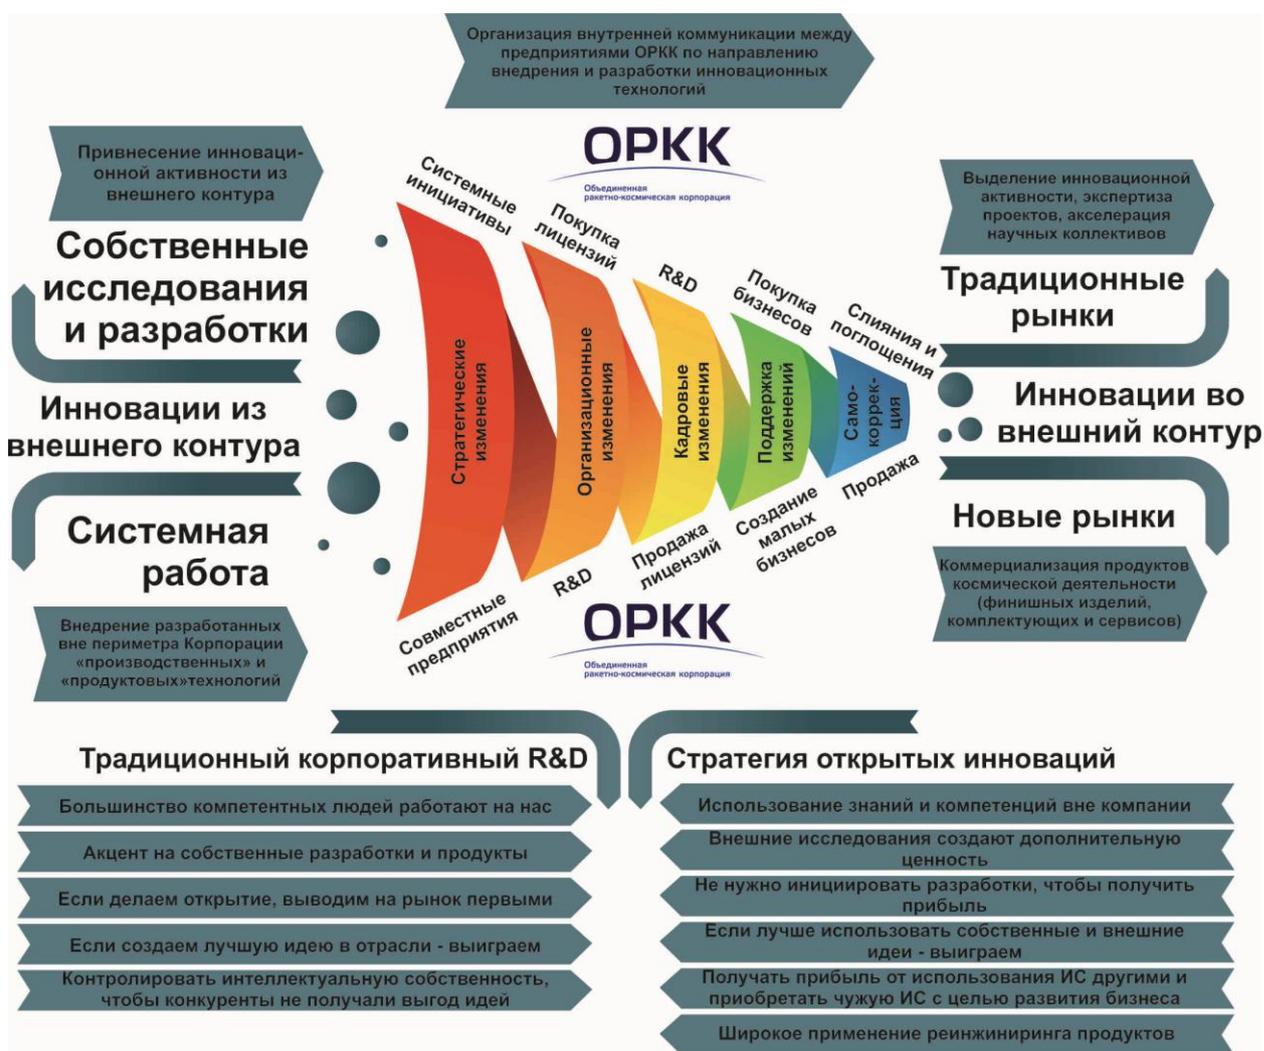 Организация внутренней коммуникации между
предприятиями ОРКК по направлению
внедрения и разработки инновационных
технологий
ОРКК
Объединенная
ракетно-космическая корпорация
Привнесение инноваци-
онной активности из
внешнего контура
Собственные
исследования
и разработки
Инновации из
внешнего контура
Системная
работа
Внедрение разработанных
вне периметра Корпорации
«производственных» и
«продуктовых»технологий
Системные
инициативы
Покупка
лицензий
R&D
Покупка
бизнесов
Слияния и
поглощения
Стратегические
изменения
Организационные
изменения
Кадровые
изменения
Поддержка
изменений
Само-
коррек-
ция
Совместные
предприятия
R&D
Продажа
лицензий
Создание
малых
бизнесов
Продажа
Выделение инновационной
активности, экспертиза
проектов, акселерация
научных коллективов
Традиционные
рынки
Инновации во
внешний контур
Новые рынки
Коммерциализация продуктов
космической деятельности
(финишных изделий,
комплектующих и сервисов)
ОРКК
Объединенная
ракетно-космическая корпорация
Традиционный корпоративный R&D
Большинство компетентных людей работают на нас
Акцент на собственные разработки и продукты
Если делаем открытие, выводим на рынок первыми
Если создаем лучшую идею в отрасли - выиграем
Контролировать интеллектуальную собственность,
чтобы конкуренты не получали выгод идей
Стратегия открытых инноваций
Использование знаний и компетенций вне компании
Внешние исследования создают дополнительную
ценность
Не нужно инициировать разработки, чтобы получить
прибыль
Если лучше использовать собственные и внешние
идеи - выиграем
Получать прибыль от использования ИС другими и
приобретать чужую ИС с целью развития бизнеса
Широкое применение реинжиниринга продуктов